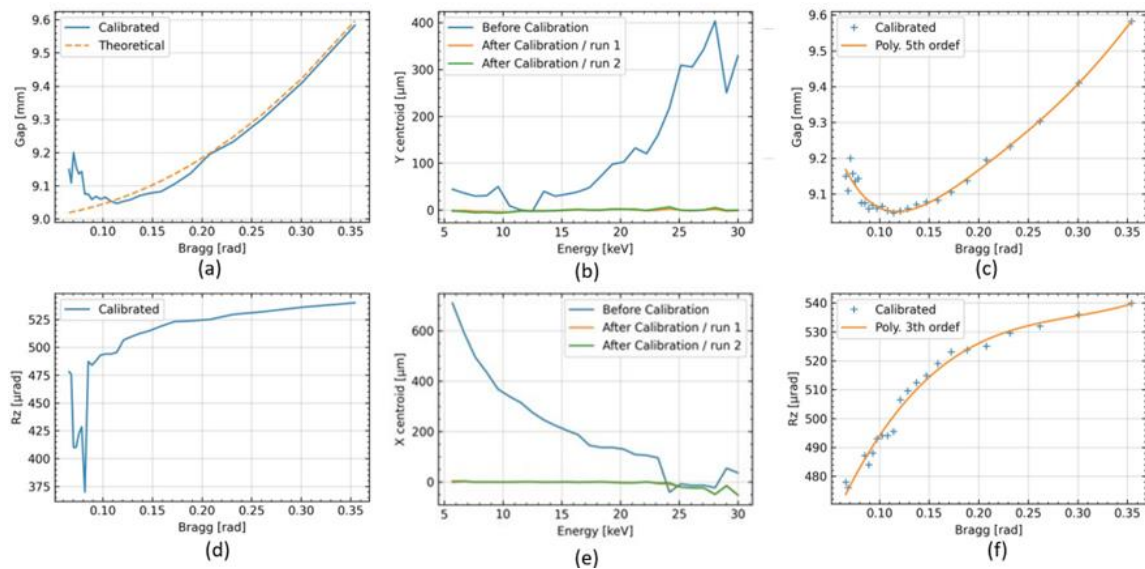 9.6
9.5
9.4
9.3
9.2
9.1
9.0
Gap [mm]
Calibrated
Theoretical
0.10 0.15 0.20 0.25 0.30 0.35
Bragg [rad]
(a)
400
300
200
100
0
Y centroid [µm]
Before Calibration
After Calibration / run 1
After Calibration / run 2
5 10 15 20 25 30
Energy [keV]
(b)
9.6
9.5
9.4
9.3
9.2
9.1
Gap [mm]
Calibrated
Poly. 5th ordef
0.10 0.15 0.20 0.25 0.30 0.35
Bragg [rad]
(c)
525
500
475
450
425
400
375
Rz [µrad]
Calibrated
0.10 0.15 0.20 0.25 0.30 0.35
Bragg [rad]
(d)
600
400
200
0
X centroid [µm]
Before Calibration
After Calibration / run 1
After Calibration / run 2
5 10 15 20 25 30
Energy [keV]
(e)
540
530
520
510
500
490
480
Rz [µrad]
Calibrated
Poly. 3th ordef
0.10 0.15 0.20 0.25 0.30 0.35
Bragg [rad]
(f)